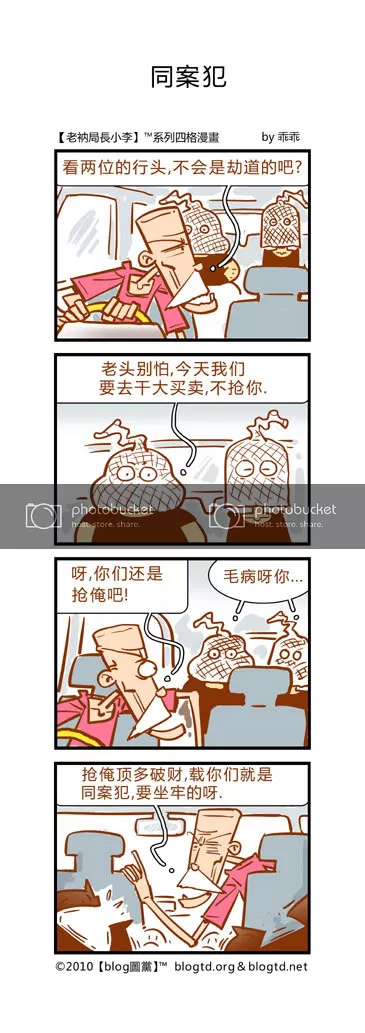 同案犯
【老衲局長小李】™系列四格漫畫 by 乖乖
看两位的行头,不会是劫道的吧?
老头别怕,今天我们
要去干大买卖,不抢你.
photobucket
host. store. share.
photobucket
host. store. share.
呀,你们还是
抢俺吧!
毛病呀你...
抢俺顶多破财,载你们就是
同案犯,要坐牢的呀.
©2010【blog圖黨】™ blogtd.org & blogtd.net